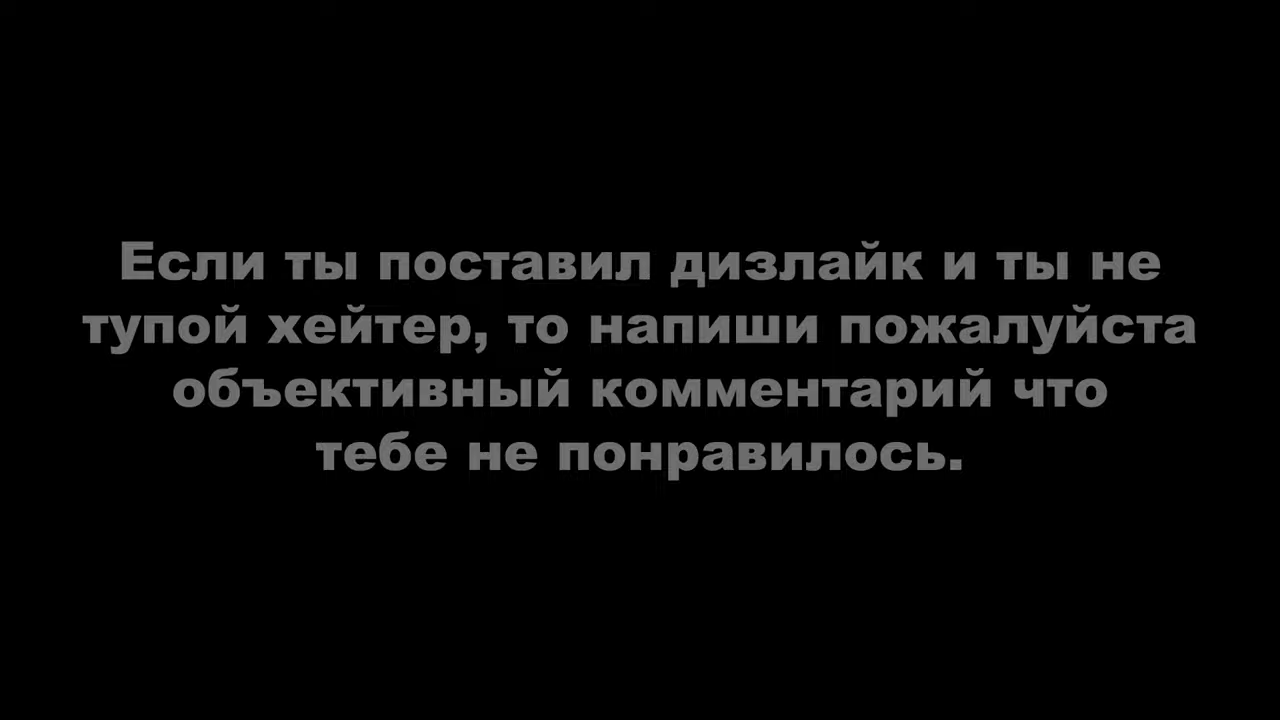 Если ты поставил дизлайк и ты не
тупой хейтер, то напиши пожалуйста
объективный комментарий что
тебе не понравилось.